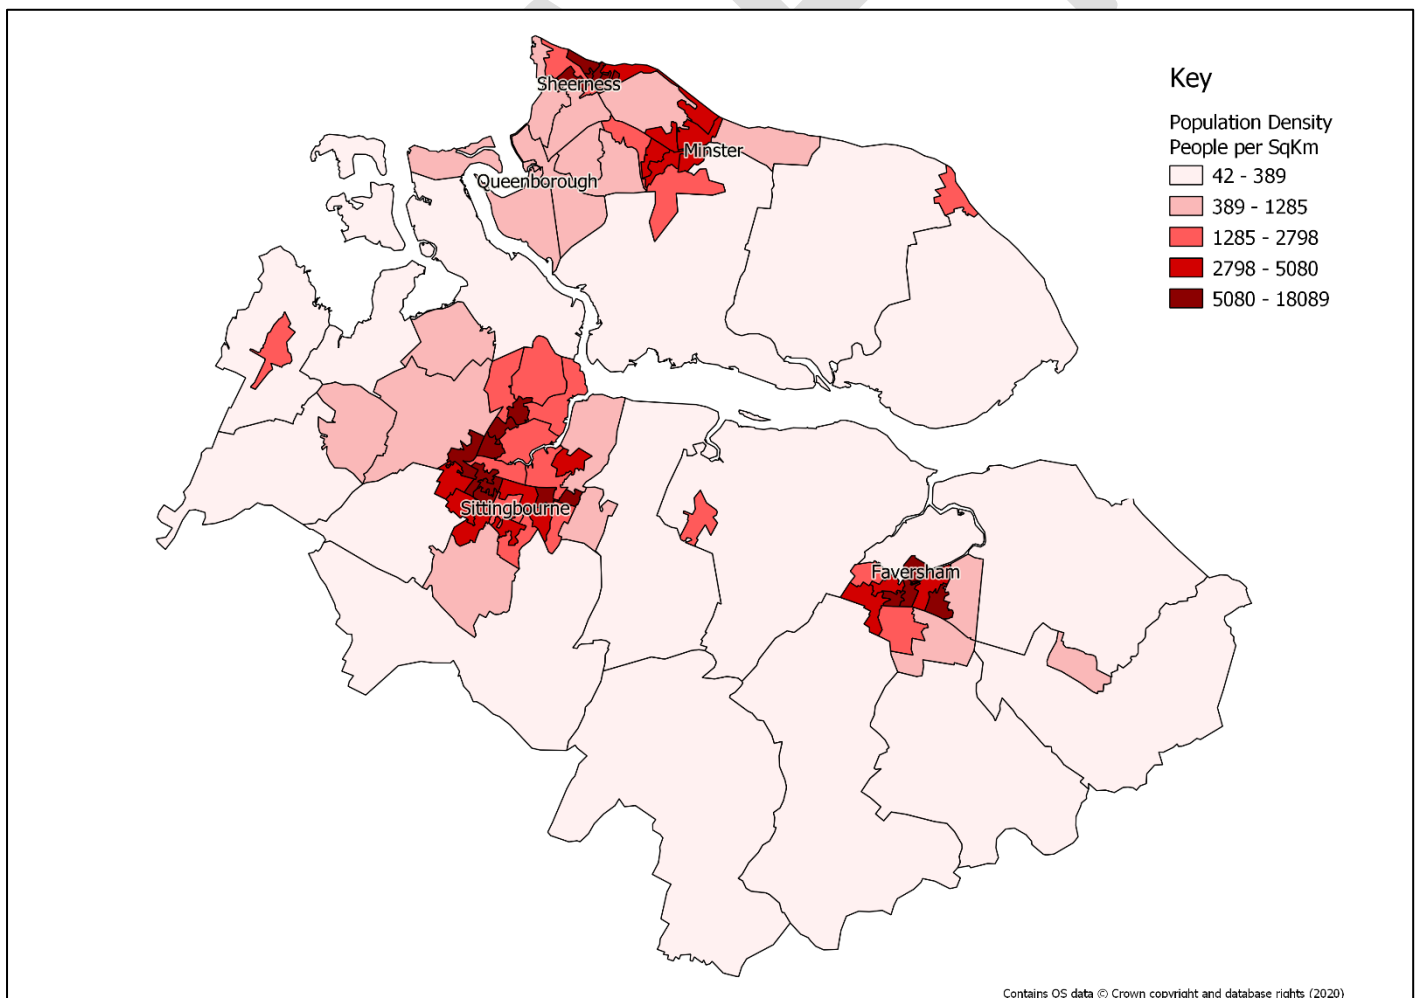 Sheerness
Minster
Queenborough
Sittingbourne
Faversham
Key
Population Density
People per SqKm
42 - 389
389 - 1285
1285 - 2798
2798 - 5080
5080 - 18089
Contains OS data © Crown copyright and database rights (2020)